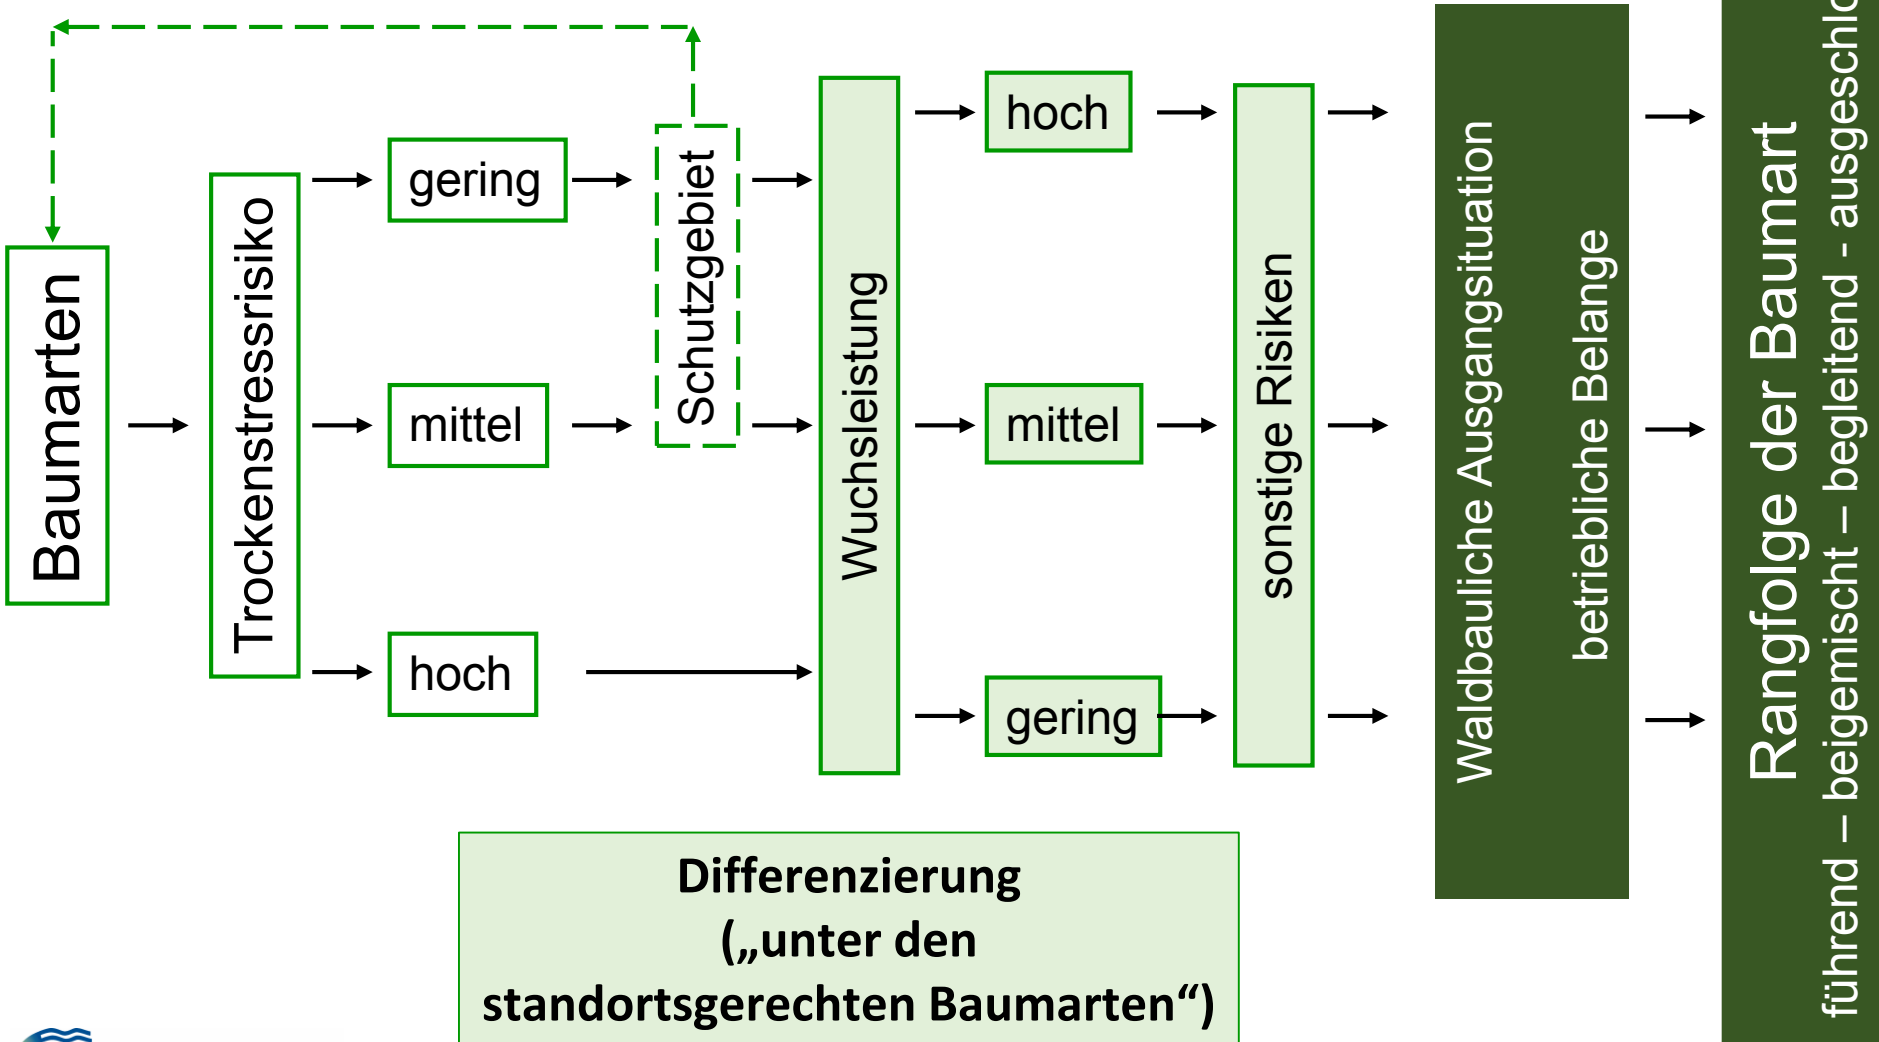 Baumarten
Trockenstressrisiko
gering
mittel
hoch
Schutzgebiet
Wuchsleistung
hoch
mittel
gering
sonstige Risiken
Waldbauliche Ausgangsituation
betriebliche Belange
Rangfolge der Baumart
führend – beigemischt – begleitend - ausgeschlo
Differenzierung
(„unter den
standortsgerechten Baumarten“)